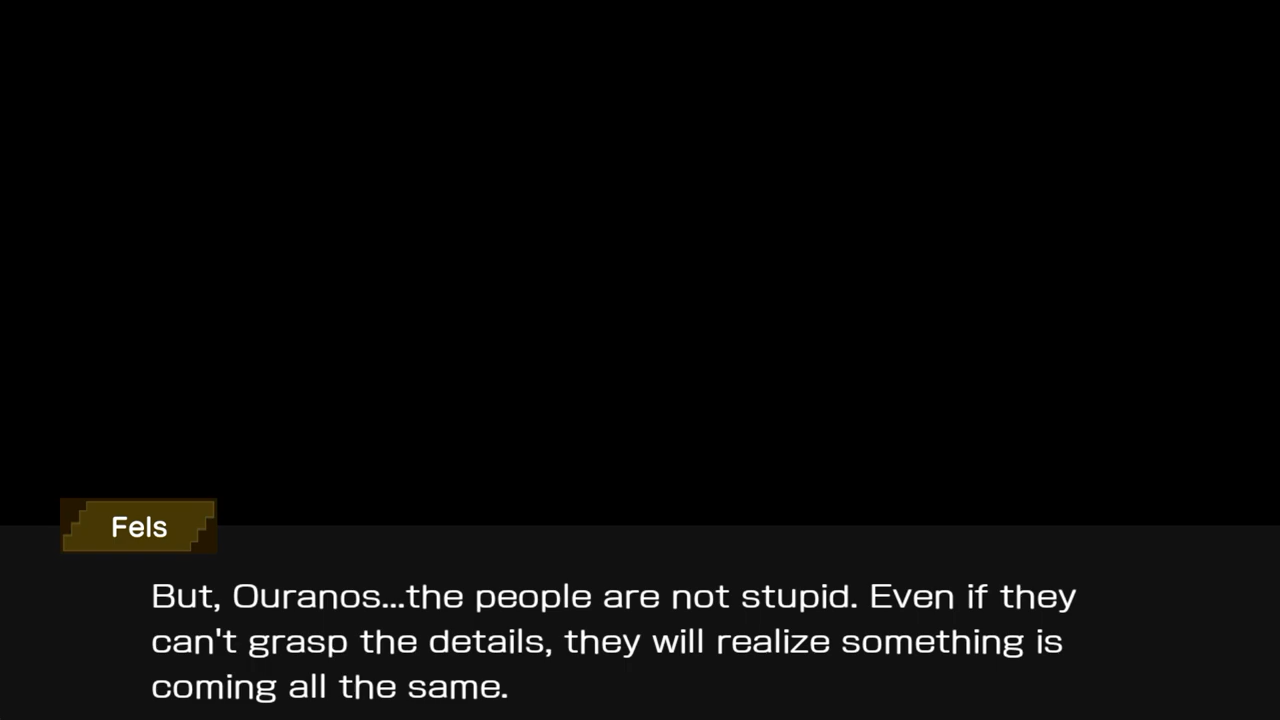 Fels
But, Ouranos...the people are not stupid. Even if they
can't grasp the details, they will realize something is
coming all the same.